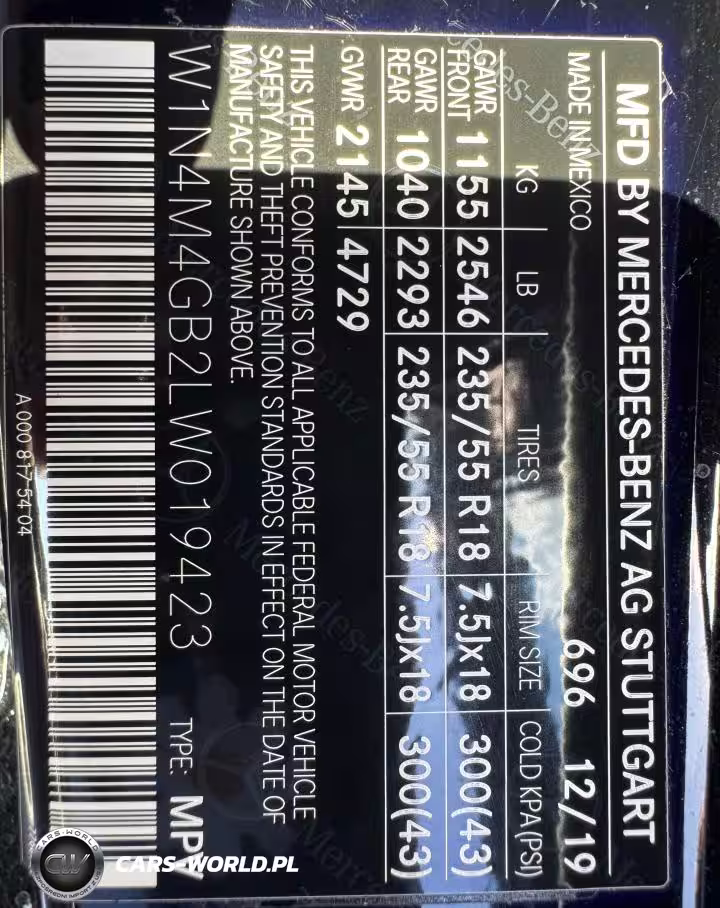 MFD BY MERCEDES-BENZ AG STUTTGART
MADE IN MEXICO 696 12/19
KG LB TIRES RIM SIZE COLD KPA (PSI)
GAWR FRONT 1155 2546 235/55 R18 7.5Jx18 300(43)
GAWR REAR 1040 2293 235/55 R18 7.5Jx18 300(43)
GVWR 2145 4729
THIS VEHICLE CONFORMS TO ALL APPLICABLE FEDERAL MOTOR VEHICLE
SAFETY AND THEFT PREVENTION STANDARDS IN EFFECT ON THE DATE OF
MANUFACTURE SHOWN ABOVE.
W1N4M4GB2LW019423 TYPE: MPV
A 000 817 54 04
CARS-WORLD
CW
CARS-WORLD.PL